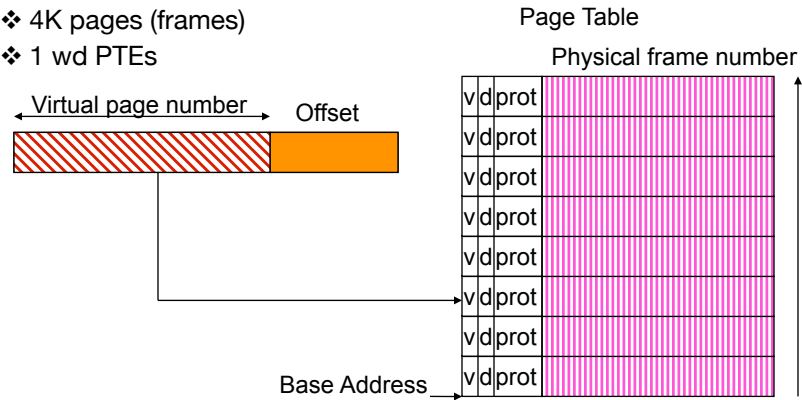 ❖ 4K pages (frames)
❖ 1 wd PTEs
Page Table
Physical frame number
Virtual page number
Offset
v d prot
v d prot
v d prot
v d prot
v d prot
v d prot
v d prot
v d prot
Base Address